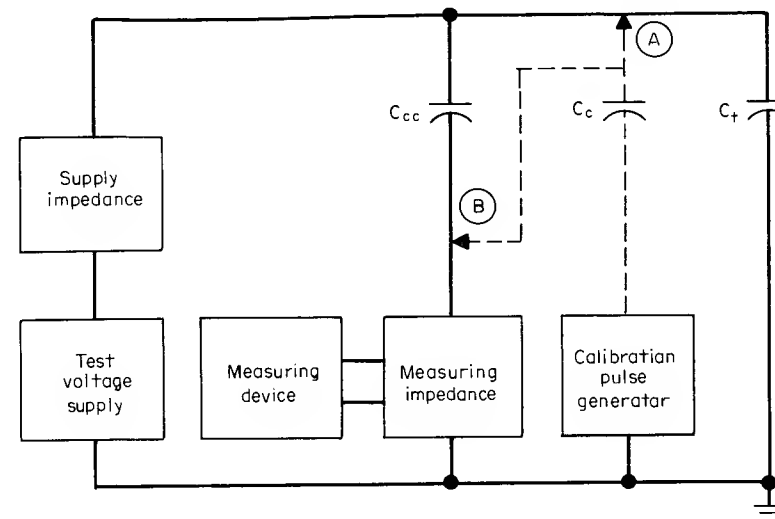 A
C_cc
C_c
C_t
Supply
impedance
B
Test
voltage
supply
Measuring
device
Measuring
impedance
Calibratian
pulse
generatar